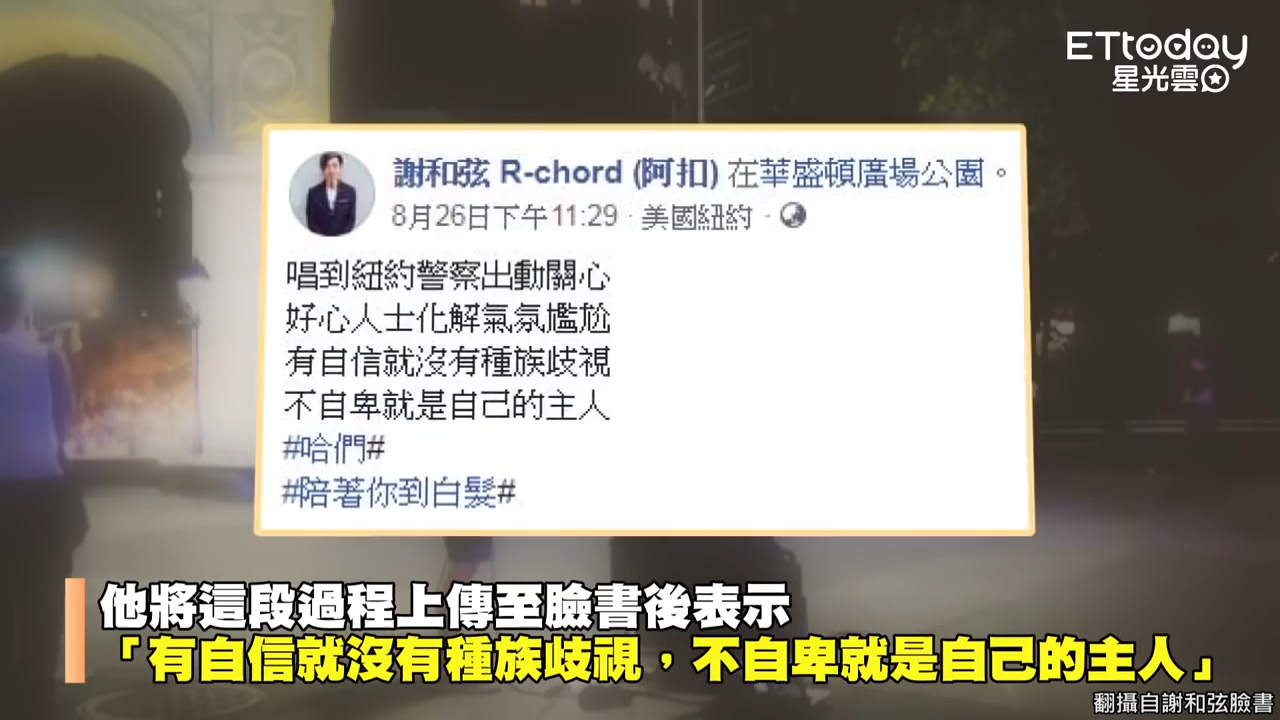 ETtoday
星光雲
謝和弦 R-chord (阿扣) 在華盛頓廣場公園。
8月26日下午11:29 · 美國紐約 ·
唱到紐約警察出動關心
好心人士化解氣氛尷尬
有自信就沒有種族歧視
不自卑就是自己的主人
#哈們#
#陪著你到白髮#
他將這段過程上傳至臉書後表示
「有自信就沒有種族歧視，不自卑就是自己的主人」
翻攝自謝和弦臉書